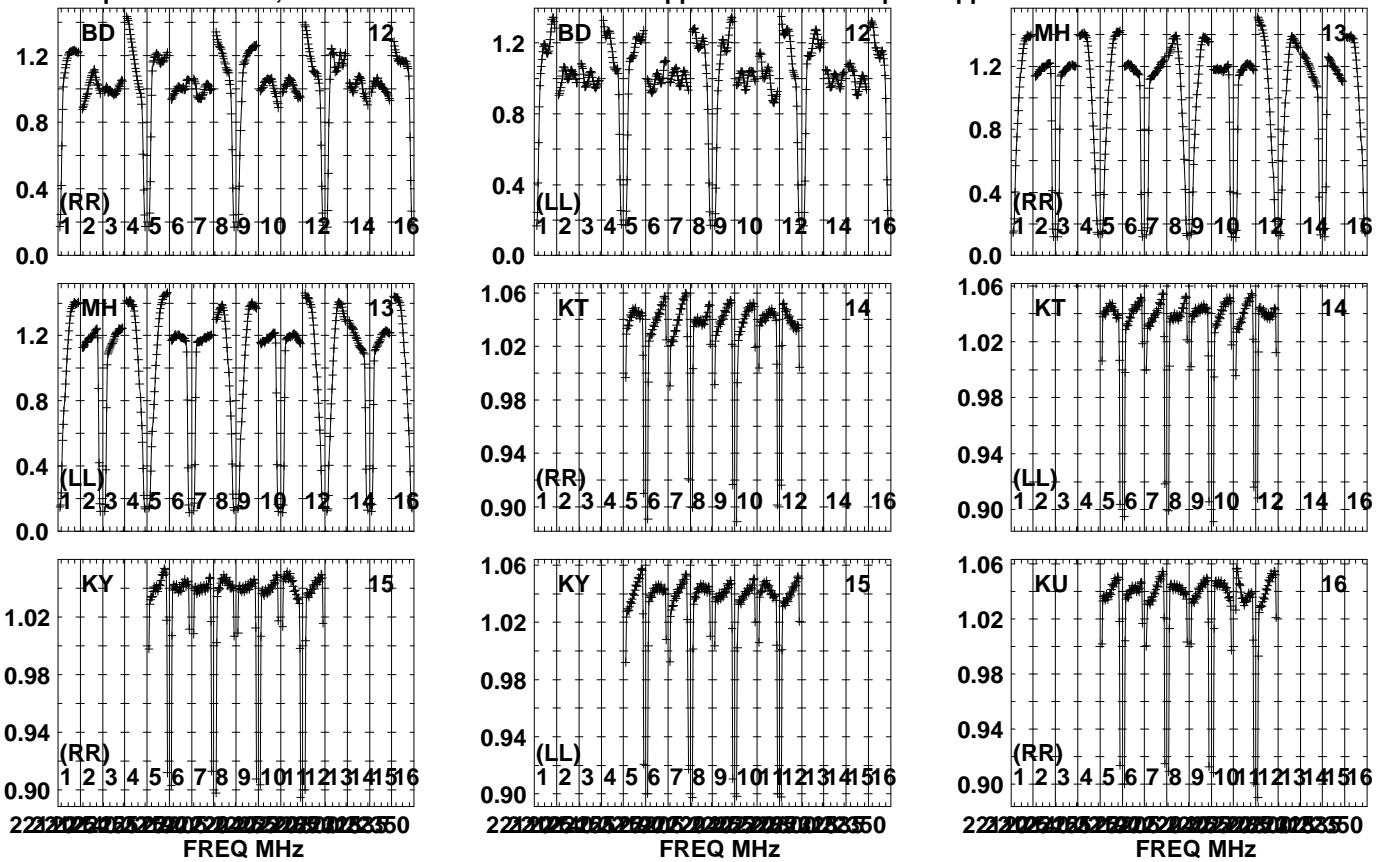 BD 12 BD 12 MH 13
1.2 1.2 1.2
0.8 0.8 0.8
0.4 (RR) 0.4 (LL) 0.4 (RR)
1 2 3 4 5 6 7 8 9 10 12 14 16 1 2 3 4 5 6 7 8 9 10 12 14 16 1 2 3 4 5 6 7 8 9 10 12 14 16
0.0 0.0 0.0
MH 13 KT 14 KT 14
1.06 1.06
1.2 1.02 1.02
0.8 0.98 0.98
0.4 (LL) 0.94 (RR) 0.94 (LL)
1 2 3 4 5 6 7 8 9 10 12 14 16 1 2 3 4 5 6 7 8 9 10 12 14 16 1 2 3 4 5 6 7 8 9 10 12 14 16
0.0 0.90 0.90
KY 15 KY 15 KU 16
1.06 1.06
1.02 1.02 1.02
0.98 0.98 0.98
0.94 (RR) 0.94 (LL) 0.94 (RR)
1 2 3 4 5 6 7 8 9 10 11 12 13 14 15 16 1 2 3 4 5 6 7 8 9 10 11 12 13 14 15 16 1 2 3 4 5 6 7 8 9 10 11 12 13 14 15 16
0.90 0.90 0.90
FREQ MHz FREQ MHz FREQ MHz